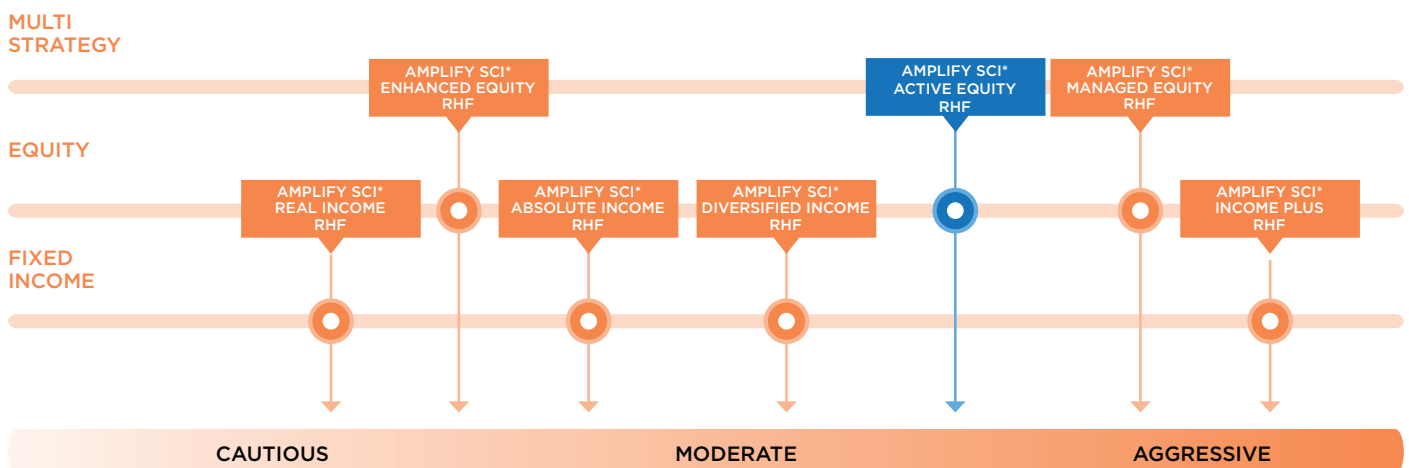 MULTI
STRATEGY
AMPLIFY SCI*
ENHANCED EQUITY
RHF
AMPLIFY SCI*
ACTIVE EQUITY
RHF
AMPLIFY SCI*
MANAGED EQUITY
RHF
EQUITY
AMPLIFY SCI*
REAL INCOME
RHF
AMPLIFY SCI*
ABSOLUTE INCOME
RHF
AMPLIFY SCI*
DIVERSIFIED INCOME
RHF
AMPLIFY SCI*
INCOME PLUS
RHF
FIXED
INCOME
CAUTIOUS
MODERATE
AGGRESSIVE